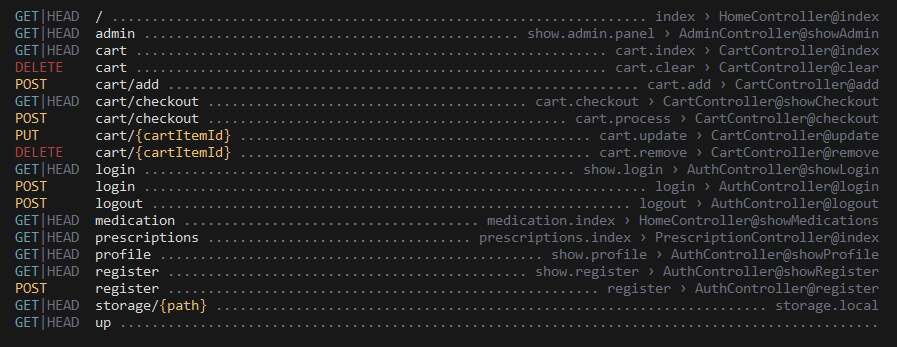 GET|HEAD / ................................................................... index › HomeController@index
GET|HEAD admin ................................................ show.admin.panel › AdminController@showAdmin
GET|HEAD cart ........................................................... cart.index › CartController@index
DELETE cart ........................................................... cart.clear › CartController@clear
POST cart/add ........................................................... cart.add › CartController@add
GET|HEAD cart/checkout ......................................... cart.checkout › CartController@showCheckout
POST cart/checkout .............................................. cart.process › CartController@checkout
PUT cart/{cartItemId} ............................................ cart.update › CartController@update
DELETE cart/{cartItemId} ............................................ cart.remove › CartController@remove
GET|HEAD login ....................................................... show.login › AuthController@showLogin
POST login ................................................................ login › AuthController@login
POST logout ............................................................. logout › AuthController@logout
GET|HEAD medication ...................................... medication.index › HomeController@showMedications
GET|HEAD prescriptions .................................. prescriptions.index › PrescriptionController@index
GET|HEAD profile ................................................. show.profile › AuthController@showProfile
GET|HEAD register .............................................. show.register › AuthController@showRegister
POST register ....................................................... register › AuthController@register
GET|HEAD storage/{path} ...................................................................... storage.local
GET|HEAD up ...............................................................................................